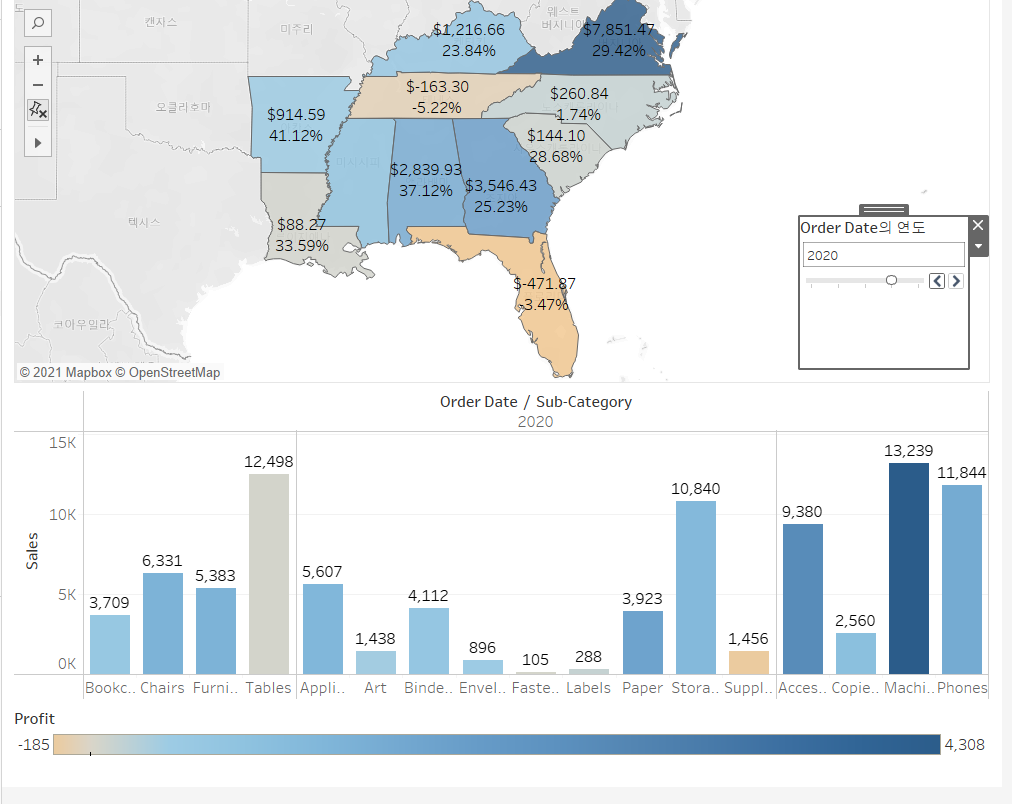 캔자스
미주리
웨스트
버지니아
$1,216.66
23.84%
$7,851.47
29.42%
오클라호마
$914.59
41.12%
$-163.30
-5.22%
$260.84
1.74%
$144.10
28.68%
미시시피
$2,839.93
37.12%
$3,546.43
25.23%
텍사스
$88.27
33.59%
$-471.87
-3.47%
코아우일라
© 2021 Mapbox © OpenStreetMap
Order Date의 연도
2020
Order Date / Sub-Category
2020
Sales
15K
10K
5K
0K
3,709
6,331
5,383
12,498
5,607
1,438
4,112
896
105
288
3,923
10,840
1,456
9,380
2,560
13,239
11,844
Bookc.. Chairs Furni.. Tables Appli.. Art Binde.. Envel.. Faste.. Labels Paper Stora.. Suppl.. Acces.. Copie.. Machi.. Phones
Profit
-185
4,308